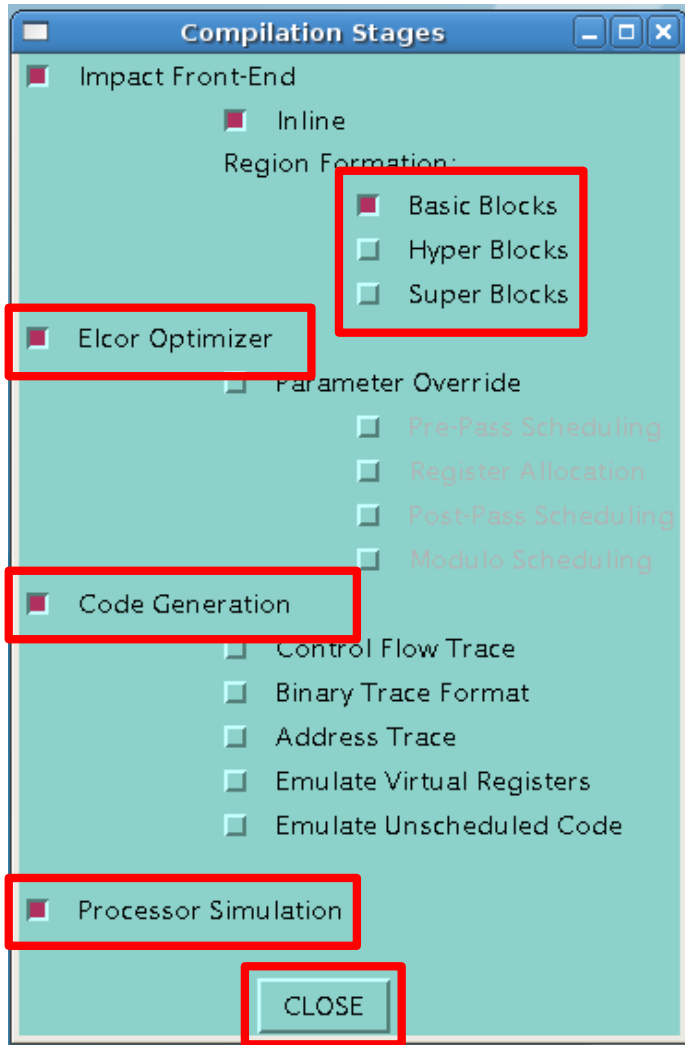 Compilation Stages
Impact Front-End
Inline
Region Formation:
Basic Blocks
Hyper Blocks
Super Blocks
Elcor Optimizer
Parameter Override
Pre-Pass Scheduling
Register Allocation
Post-Pass Scheduling
Modulo Scheduling
Code Generation
Control Flow Trace
Binary Trace Format
Address Trace
Emulate Virtual Registers
Emulate Unscheduled Code
Processor Simulation
CLOSE